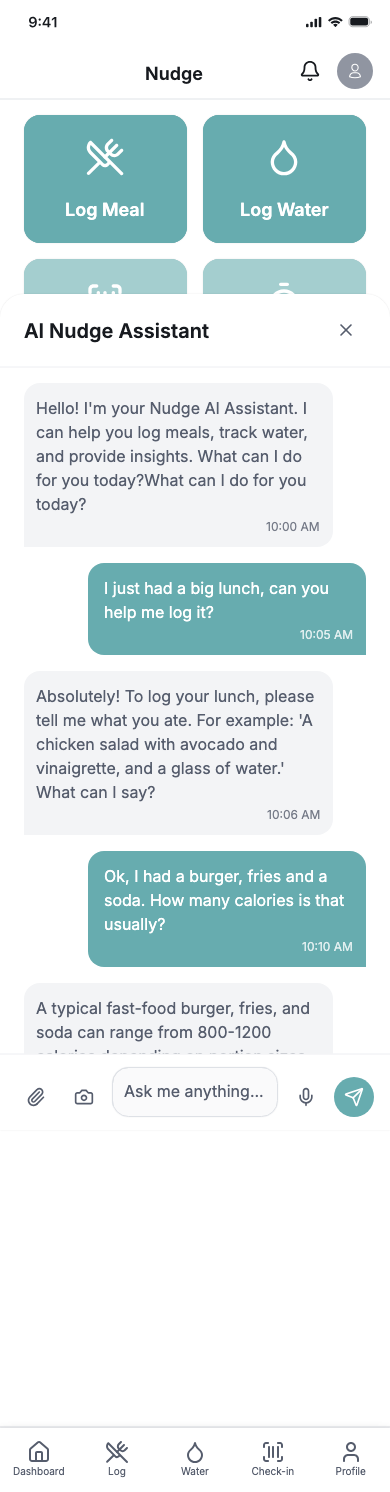 9:41
Nudge
Log Meal
Log Water
AI Nudge Assistant
Hello! I'm your Nudge AI Assistant. I
can help you log meals, track water,
and provide insights. What can I do
for you today?What can I do for you
today?
10:00 AM
I just had a big lunch, can you
help me log it?
10:05 AM
Absolutely! To log your lunch, please
tell me what you ate. For example: 'A
chicken salad with avocado and
vinaigrette, and a glass of water.'
What can I say?
10:06 AM
Ok, I had a burger, fries and a
soda. How many calories is that
usually?
10:10 AM
A typical fast-food burger, fries, and
soda can range from 800-1200
calories depending on portion sizes
Ask me anything...
Dashboard
Log
Water
Check-in
Profile